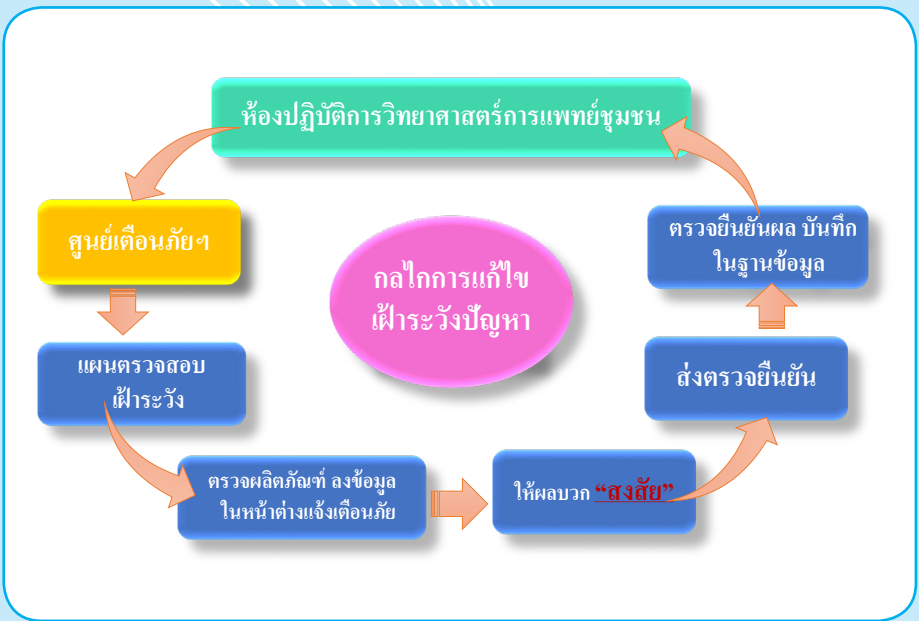 ห้องปฏิบัติการวิทยาศาสตร์การแพทย์ชุมชน
ศูนย์เตือนภัยฯ
แผนตรวจสอบ
เฝ้าระวัง
ตรวจผลิตภัณฑ์ ลงข้อมูล
ในหน้าต่างแจ้งเตือนภัย
ให้ผลบวก “สงสัย”
ส่งตรวจยืนยัน
ตรวจยืนยันผล บันทึก
ในฐานข้อมูล
กลไกการแก้ไข
เฝ้าระวังปัญหา